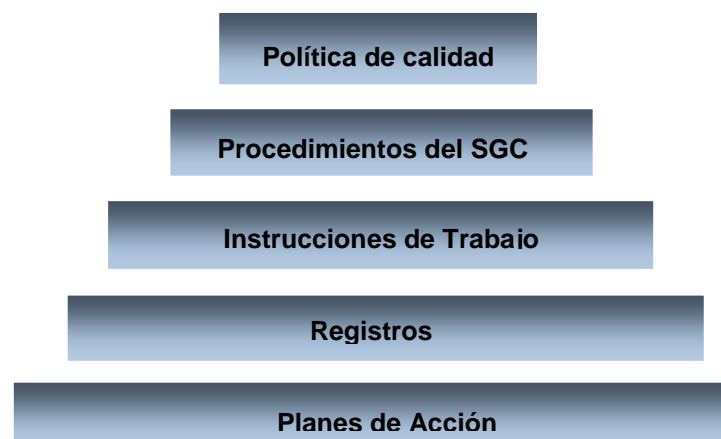 Política de calidad
Procedimientos del SGC
Instrucciones de Trabajo
Registros
Planes de Acción